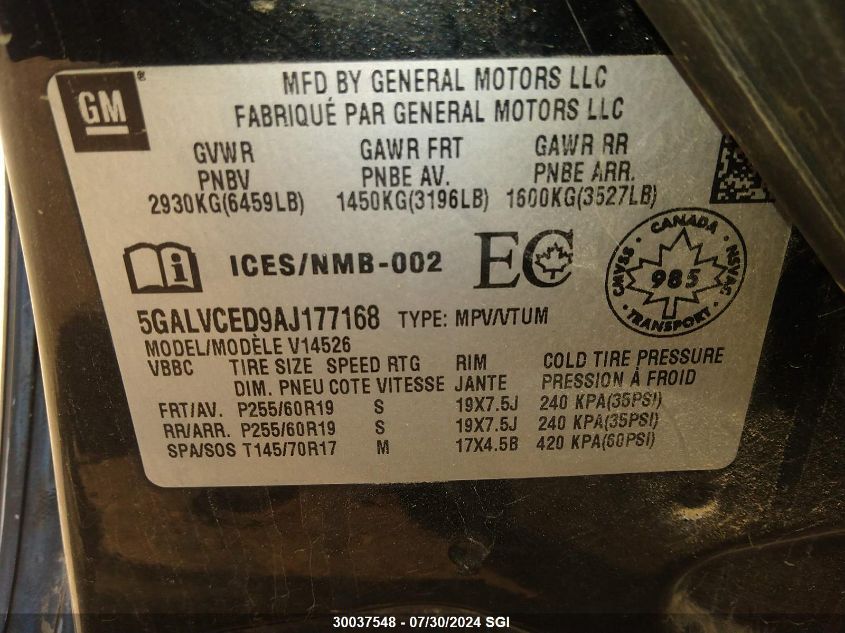 GM®
MFD BY GENERAL MOTORS LLC
FABRIQUÉ PAR GENERAL MOTORS LLC
GVWR GAWR FRT GAWR RR
PNBV PNBE AV. PNBE ARR.
2930KG(6459LB) 1450KG(3196LB) 1600KG(3527LB)
i ICES/NMB-002 EC
CANADA
CMVSS 985 NSVAC
TRANSPORT
5GALVCED9AJ177168 TYPE: MPV/VTUM
MODEL/MODÈLE V14526
VBBC TIRE SIZE SPEED RTG RIM COLD TIRE PRESSURE
DIM. PNEU COTE VITESSE JANTE PRESSION À FROID
FRT/AV. P255/60R19 S 19X7.5J 240 KPA(35PSI)
RR/ARR. P255/60R19 S 19X7.5J 240 KPA(35PSI)
SPA/SOS T145/70R17 M 17X4.5B 420 KPA(60PSI)
30037548 - 07/30/2024 SGI